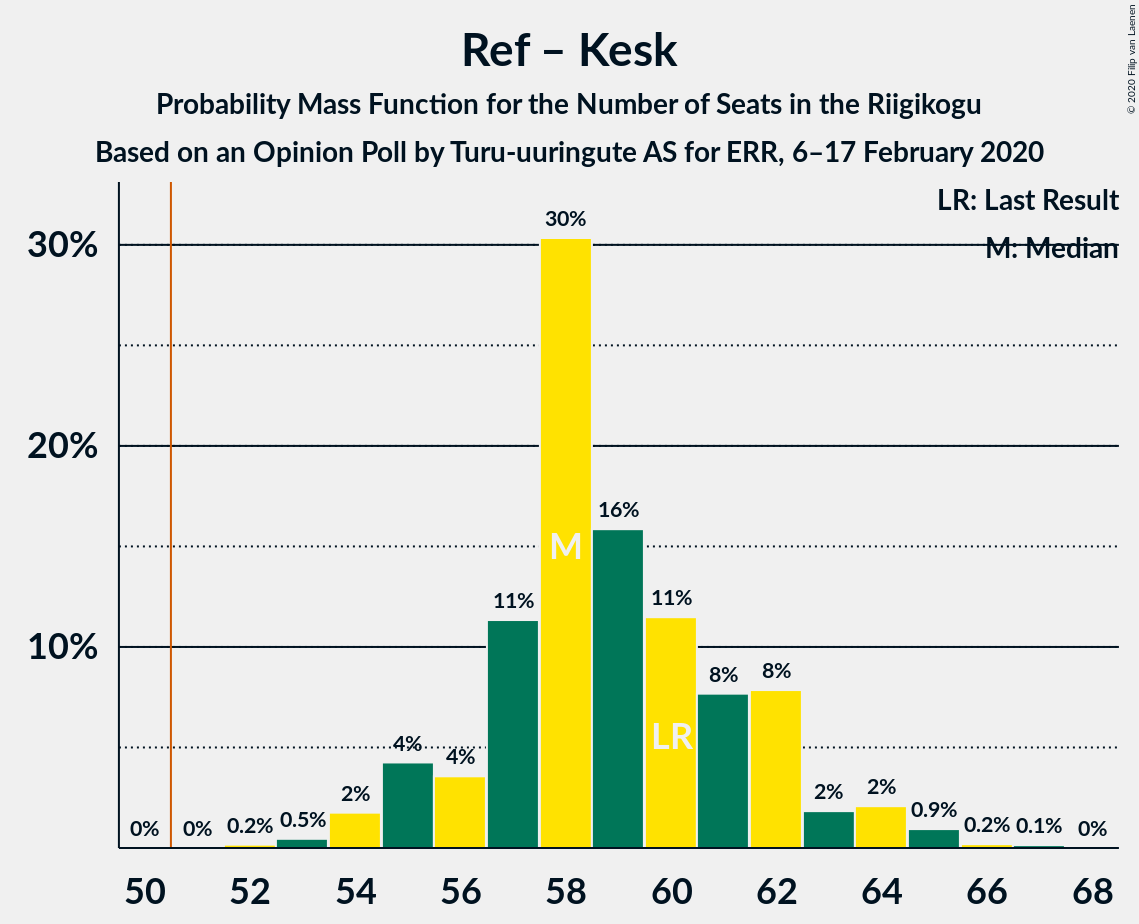 Ref – Kesk
Probability Mass Function for the Number of Seats in the Riigikogu
Based on an Opinion Poll by Turu-uuringute AS for ERR, 6–17 February 2020
© 2020 Filip van Laenen
LR: Last Result
M: Median
30%
20%
10%
0%
0%
0.2%
0.5%
2%
4%
4%
11%
30%
16%
11%
8%
8%
2%
2%
0.9%
0.2%
0.1%
0%
M
LR
50 52 54 56 58 60 62 64 66 68